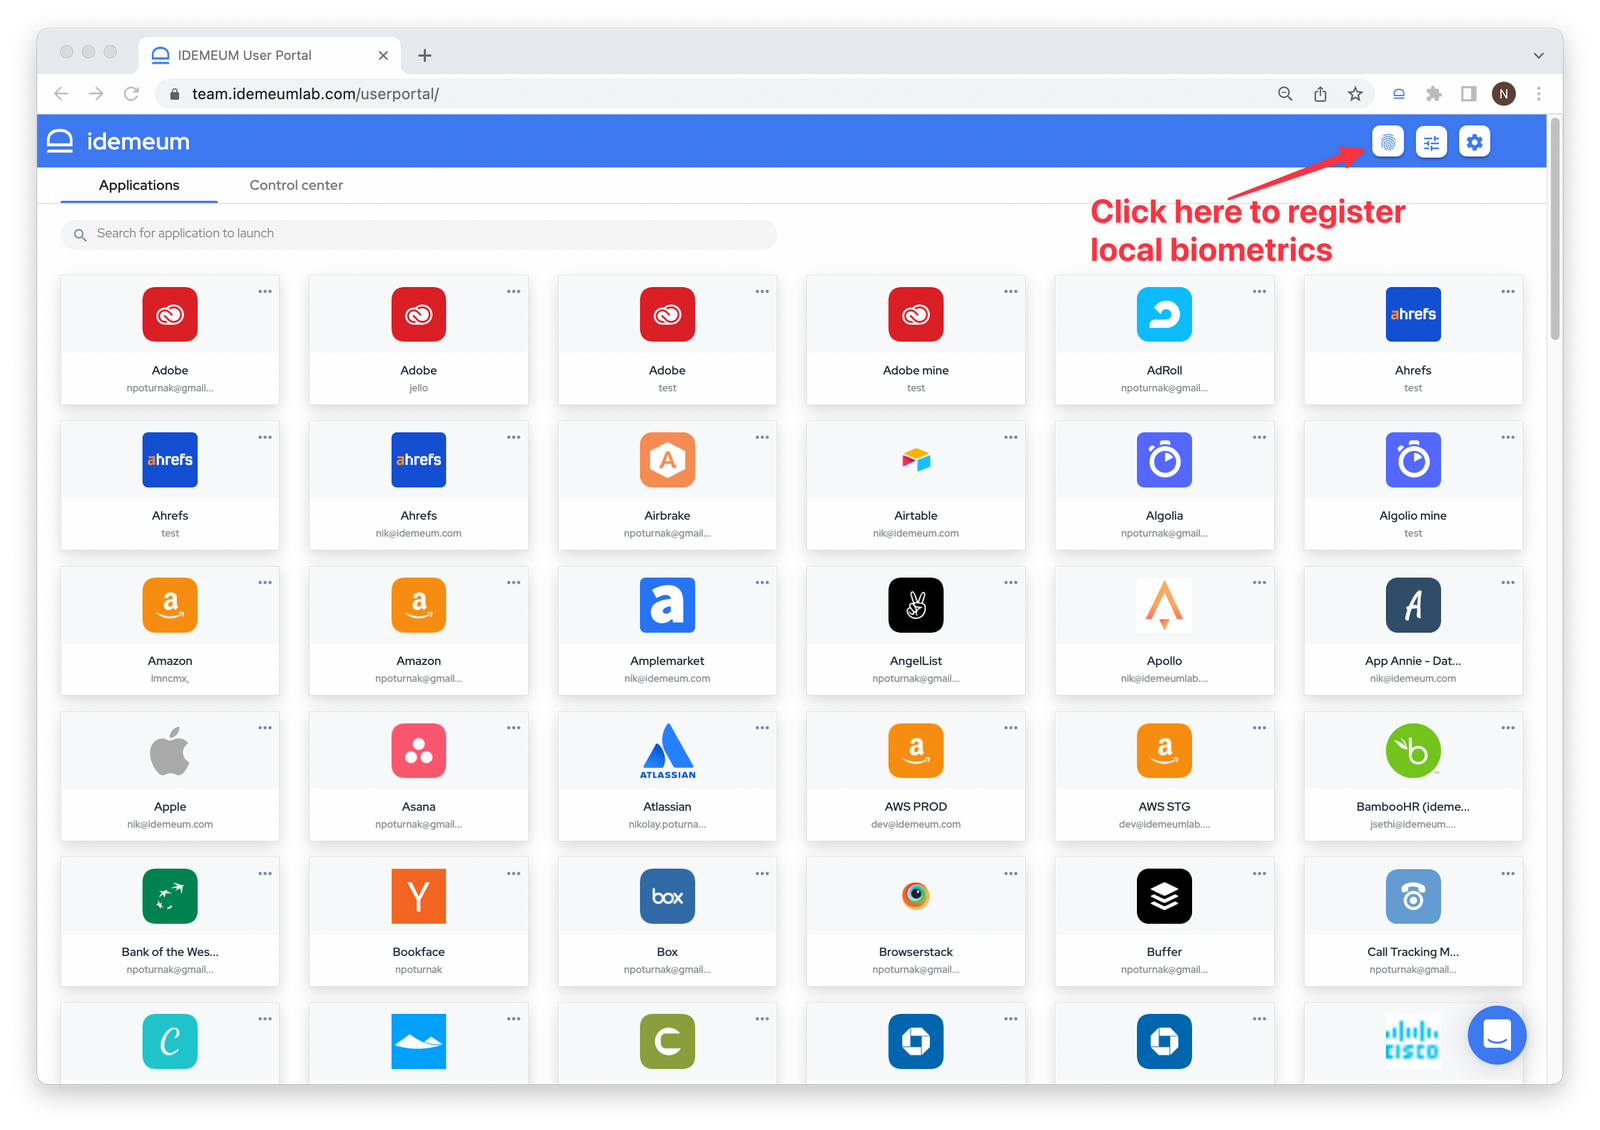 IDEMEUM User Portal
team.idemeumlab.com/userportal/
N
idemeum
Applications
Control center
Click here to register
local biometrics
Search for application to launch
ahrefs
Adobe
Adobe
Adobe
Adobe mine
AdRoll
Ahrefs
npoturnak@gmail...
jello
test
test
npoturnak@gmail...
test
ahrefs
ahrefs
A
Ahrefs
Ahrefs
Airbrake
Airtable
Algolia
Algolio mine
test
nik@idemeum.com
npoturnak@gmail...
nik@idemeum.com
npoturnak@gmail...
test
a
a
a
A
Amazon
Amazon
Amplemarket
AngelList
Apollo
App Annie - Dat...
lmncmx,
npoturnak@gmail...
nik@idemeum.com
npoturnak@gmail...
nik@idemeumlab....
nik@idemeum.com
ATLASSIAN
a
a
b
Apple
Asana
Atlassian
AWS PROD
AWS STG
BambooHR (ideme...
nik@idemeum.com
npoturnak@gmail...
nikolay.poturna...
dev@idemeum.com
dev@idemeumlab....
jsethi@idemeum....
Y
box
Bank of the Wes...
Bookface
Box
Browserstack
Buffer
Call Tracking M...
npoturnak@gmail...
npoturnak
npoturnak@gmail...
npoturnak@gmail...
npoturnak@gmail...
npoturnak@gmail...
C
C
CISCO